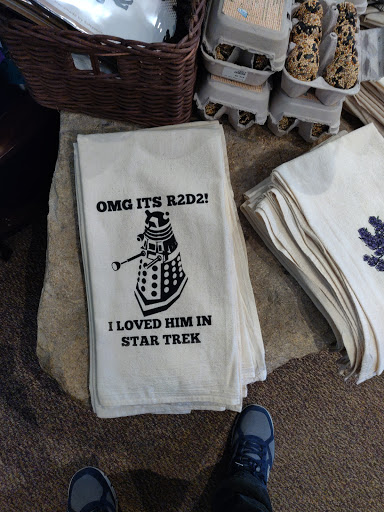 OMG ITS R2D2!
I LOVED HIM IN
STAR TREK